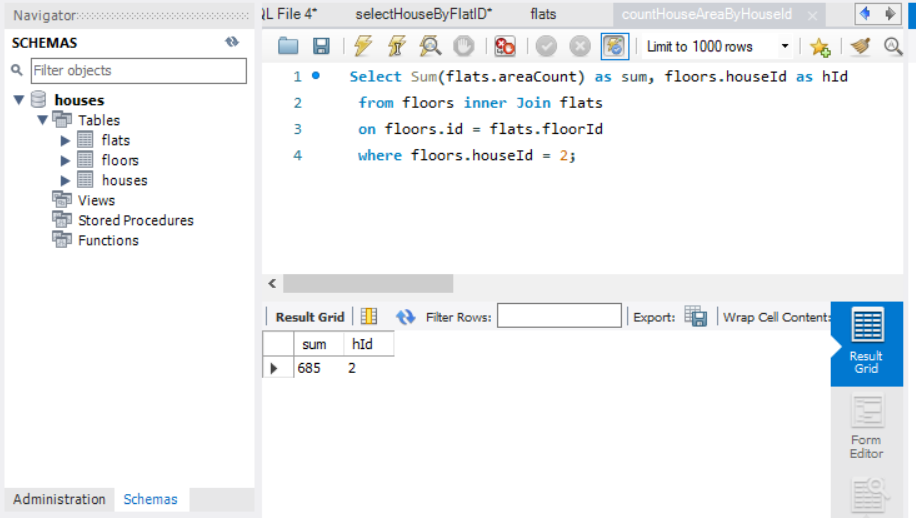 Navigator
QL File 4*
selectHouseByFlatID*
flats
countHouseAreaByHouseId
SCHEMAS
Filter objects
houses
Tables
flats
floors
houses
Views
Stored Procedures
Functions
Administration
Schemas
Limit to 1000 rows
1 Select Sum(flats.areaCount) as sum, floors.houseId as hId
2 from floors inner Join flats
3 on floors.id = flats.floorId
4 where floors.houseId = 2;
Result Grid
Filter Rows:
Export:
Wrap Cell Content:
sum hId
685 2
Result
Grid
Form
Editor